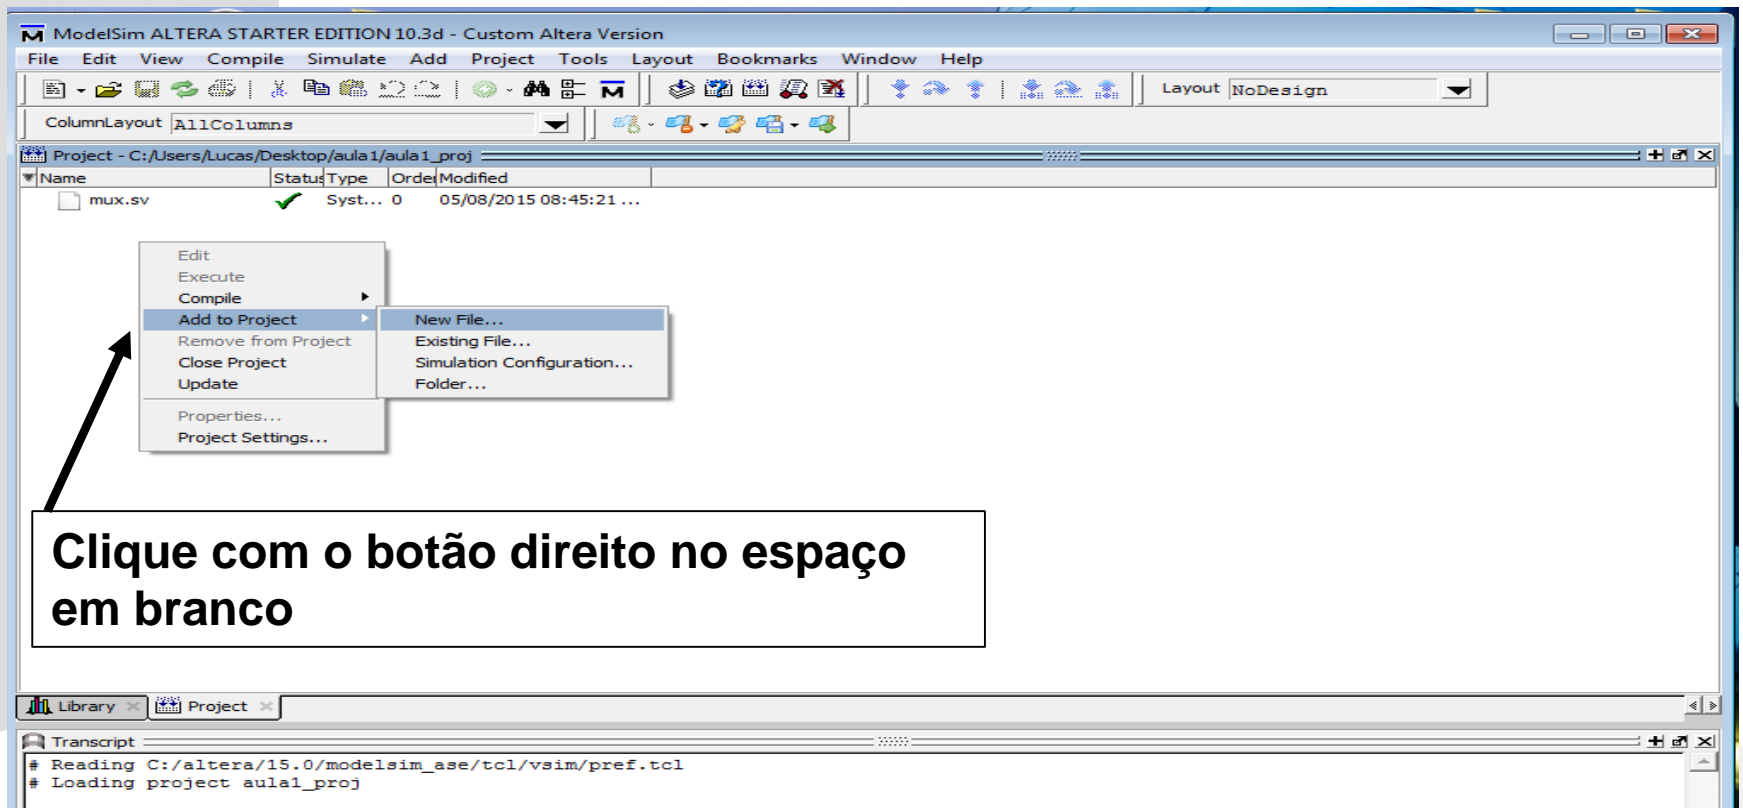 ModelSim ALTERA STARTER EDITION 10.3d - Custom Altera Version
File Edit View Compile Simulate Add Project Tools Layout Bookmarks Window Help
Layout NoDesign
ColumnLayout AllColumns
Project - C:/Users/Lucas/Desktop/aula1/aula1_proj
Name Status Type Order Modified
mux.sv Syst... 0 05/08/2015 08:45:21 ...
Edit
Execute
Compile
Add to Project New File...
Remove from Project Existing File...
Close Project Simulation Configuration...
Update Folder...
Properties...
Project Settings...
Clique com o botão direito no espaço
em branco
Library Project
Transcript
# Reading C:/altera/15.0/modelsim_ase/tcl/vsim/pref.tcl
# Loading project aula1_proj